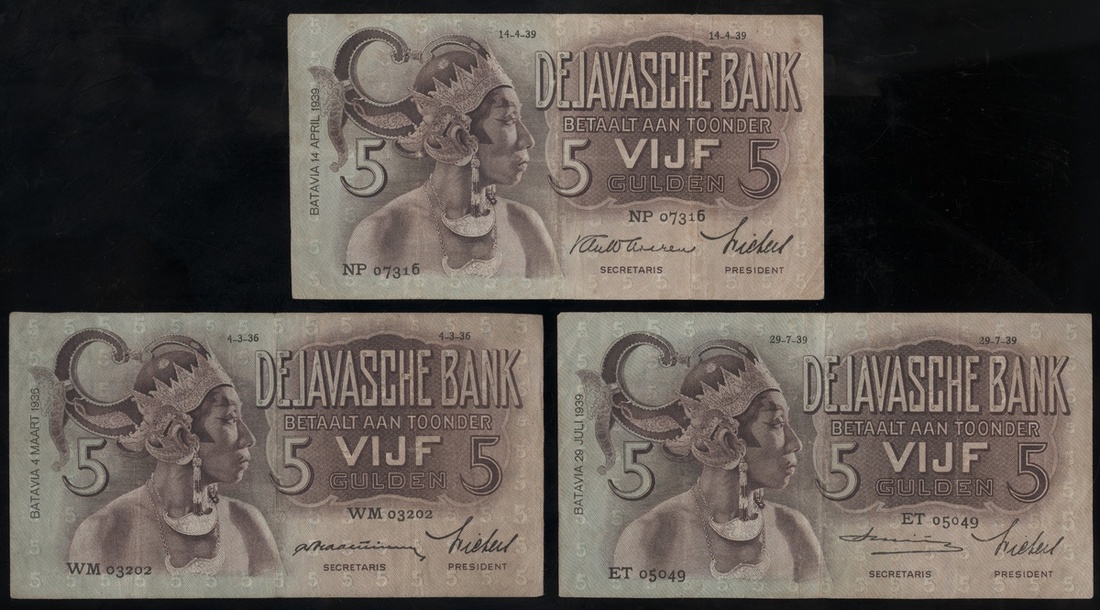 14-4-39 14-4-39
BATAVIA 14 APRIL 1939
DE JAVASCHE BANK
BETAALT AAN TOONDER
5 5 VIJF 5
GULDEN
NP 07316
NP 07316
SECRETARIS PRESIDENT
4-3-36 4-3-36
BATAVIA 4 MAART 1936
DE JAVASCHE BANK
BETAALT AAN TOONDER
5 5 VIJF 5
GULDEN
WM 03202
WM 03202
SECRETARIS PRESIDENT
29-7-39 29-7-39
BATAVIA 29 JULI 1939
DE JAVASCHE BANK
BETAALT AAN TOONDER
5 5 VIJF 5
GULDEN
ET 05049
ET 05049
SECRETARIS PRESIDENT